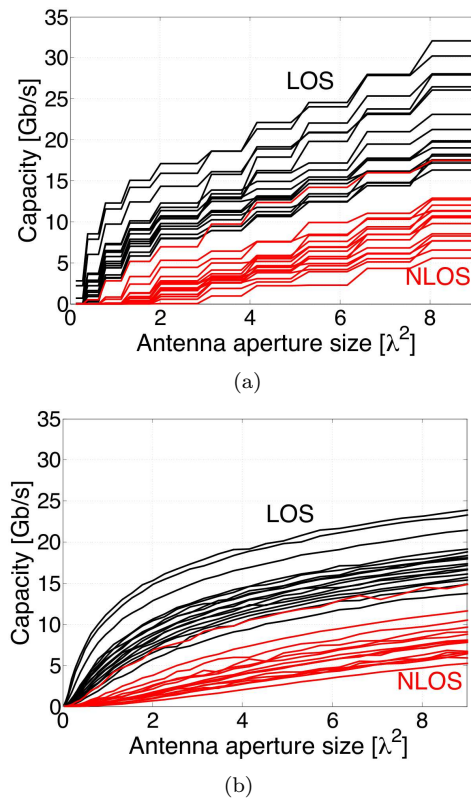 35
30
25
20
15
10
5
0
Capacity [Gb/s]
LOS
NLOS
0 2 4 6 8
Antenna aperture size [λ²]
(a)
35
30
25
20
15
10
5
0
Capacity [Gb/s]
LOS
NLOS
0 2 4 6 8
Antenna aperture size [λ²]
(b)